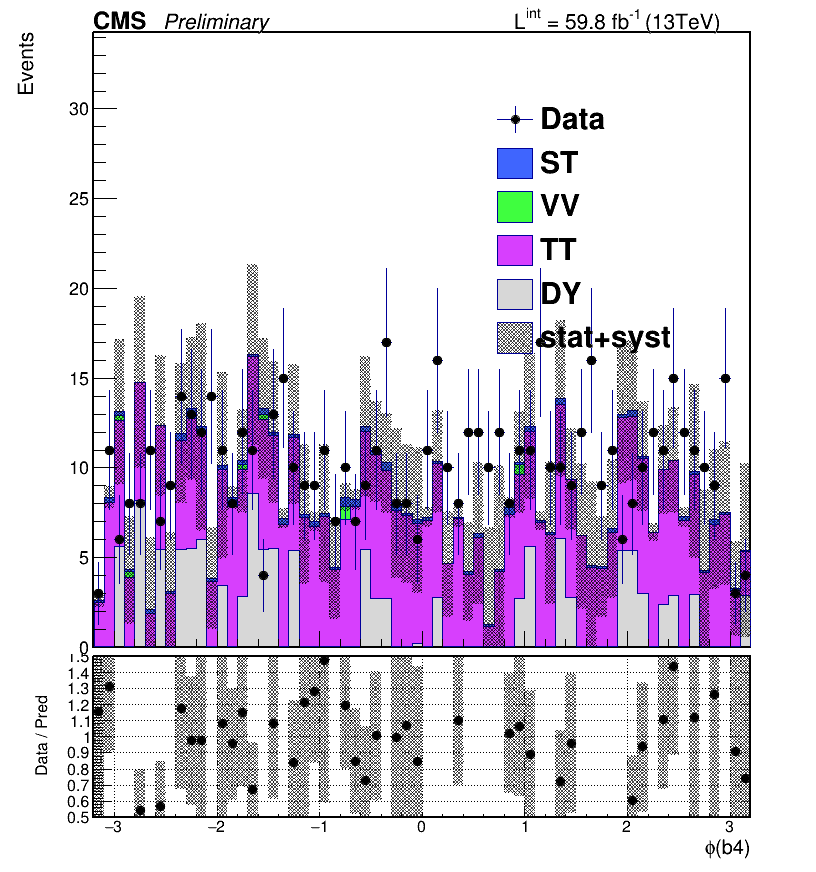 CMS Preliminary L^int = 59.8 fb^-1 (13TeV)
Events
30
25
20
15
10
5
0
Data
ST
VV
TT
DY
stat+syst
Data / Pred
1.5
1.4
1.3
1.2
1.1
1
0.9
0.8
0.7
0.6
0.5
−3 −2 −1 0 1 2 3
ϕ(b4)